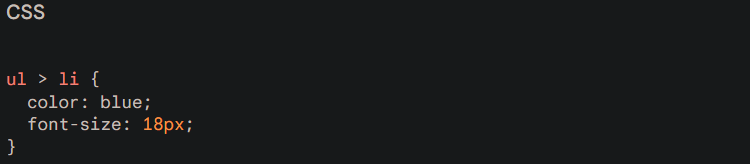 CSS
ul > li {
  color: blue;
  font-size: 18px;
}